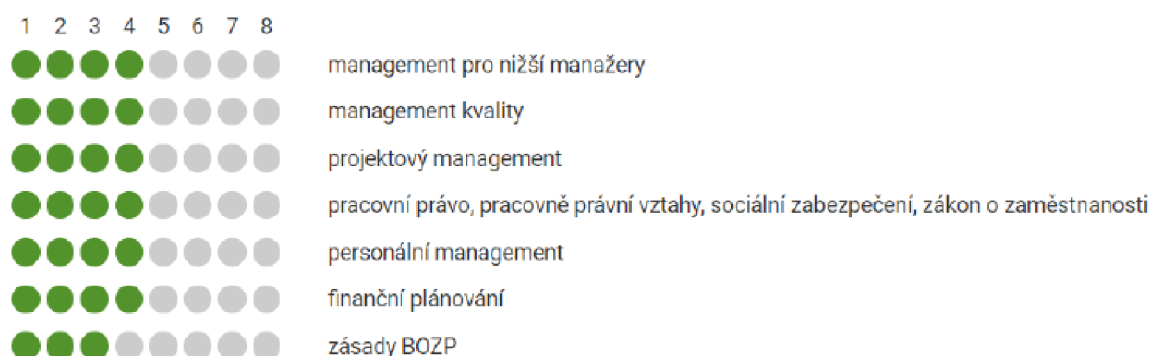 1 2 3 4 5 6 7 8
management pro nižší manažery
management kvality
projektový management
pracovní právo, pracovně právní vztahy, sociální zabezpečení, zákon o zaměstnanosti
personální management
finanční plánování
zásady BOZP